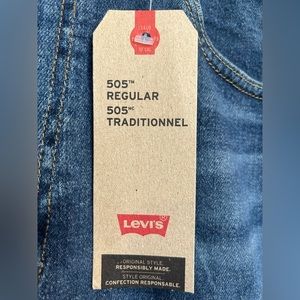 505™
REGULAR
505ᴹᶜ
TRADITIONNEL
Levi's®
ORIGINAL STYLE.
RESPONSIBLY MADE.
STYLE ORIGINAL.
CONFECTION RESPONSABLE.